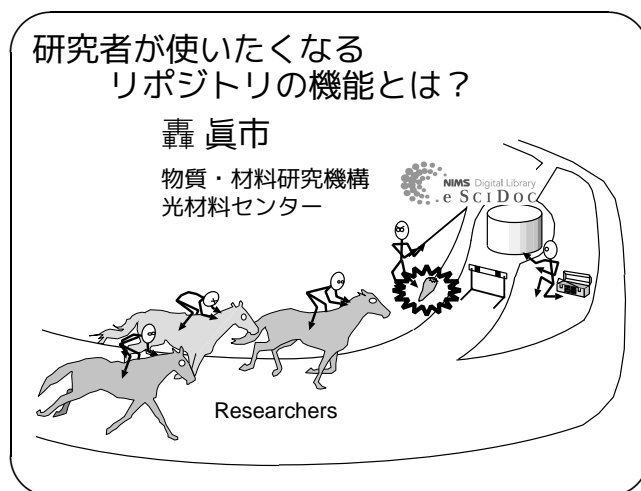 研究者が使いたくなる
リポジトリの機能とは？
轟 眞市
物質・材料研究機構
光材料センター
NIMS Digital Library
eSciDoc
Researchers